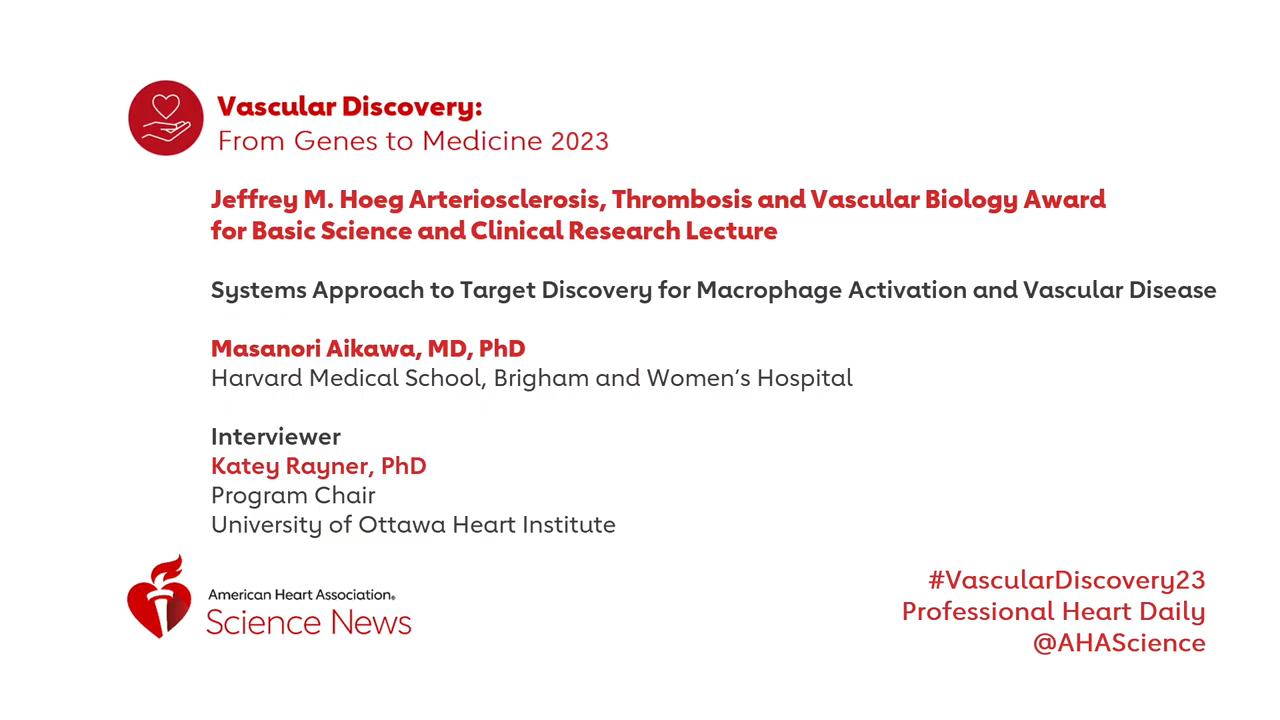 Vascular Discovery:
From Genes to Medicine 2023
Jeffrey M. Hoeg Arteriosclerosis, Thrombosis and Vascular Biology Award
for Basic Science and Clinical Research Lecture
Systems Approach to Target Discovery for Macrophage Activation and Vascular Disease
Masanori Aikawa, MD, PhD
Harvard Medical School, Brigham and Women's Hospital
Interviewer
Katey Rayner, PhD
Program Chair
University of Ottawa Heart Institute
American Heart Association®
Science News
#VascularDiscovery23
Professional Heart Daily
@AHAScience